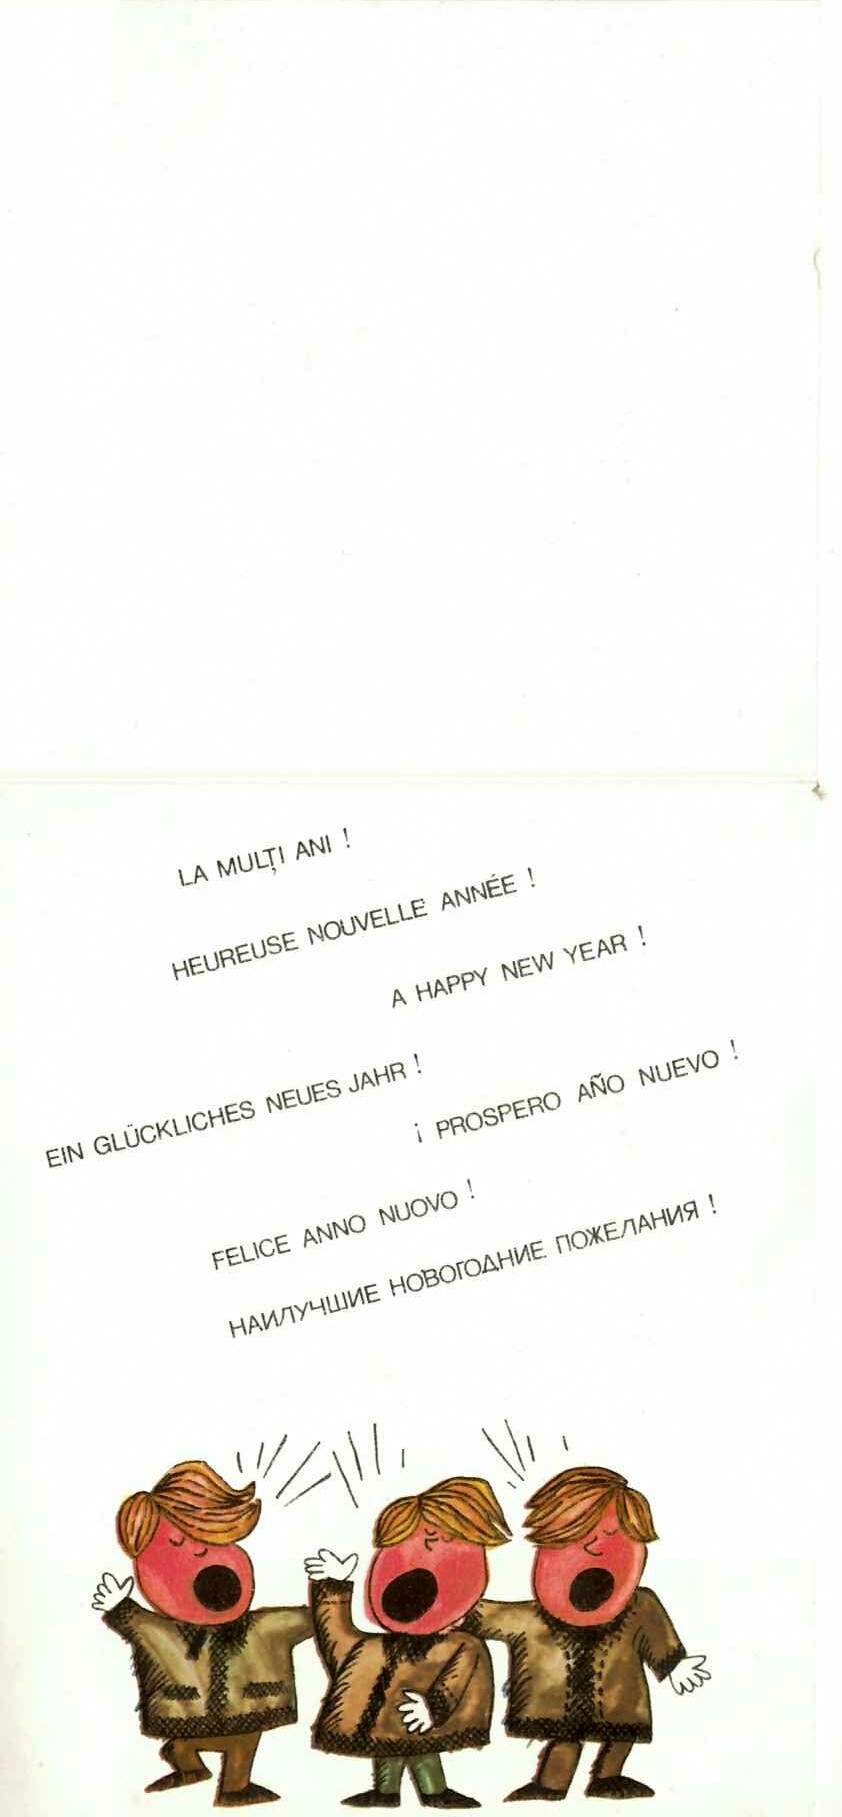 LA MULȚI ANI !
HEUREUSE NOUVELLE ANNÉE !
A HAPPY NEW YEAR !
EIN GLÜCKLICHES NEUES JAHR !
¡ PROSPERO AÑO NUEVO !
FELICE ANNO NUOVO !
НАИЛУЧШИЕ НОВОГОДНИЕ ПОЖЕЛАНИЯ !